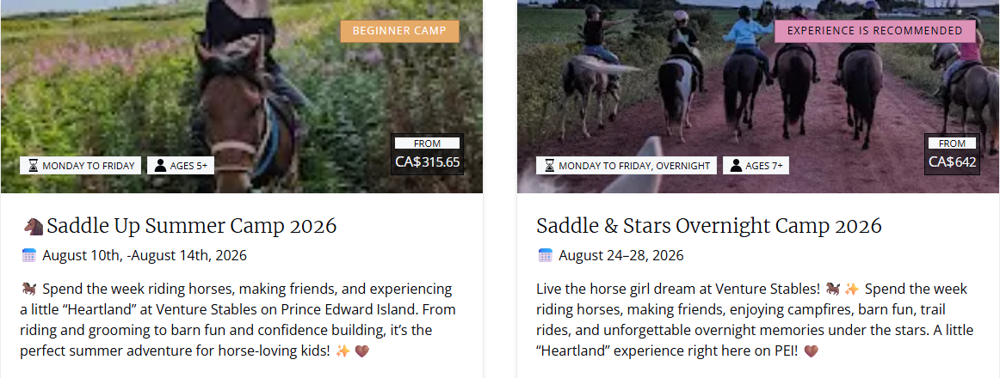 BEGINNER CAMP
FROM
CA$315.65
MONDAY TO FRIDAY
AGES 5+
Saddle Up Summer Camp 2026
August 10th, -August 14th, 2026
Spend the week riding horses, making friends, and experiencing
a little “Heartland” at Venture Stables on Prince Edward Island. From
riding and grooming to barn fun and confidence building, it’s the
perfect summer adventure for horse-loving kids!
EXPERIENCE IS RECOMMENDED
FROM
CA$642
MONDAY TO FRIDAY, OVERNIGHT
AGES 7+
Saddle & Stars Overnight Camp 2026
August 24–28, 2026
Live the horse girl dream at Venture Stables! 🐎 ✨ Spend the week
riding horses, making friends, enjoying campfires, barn fun, trail
rides, and unforgettable overnight memories under the stars. A little
“Heartland” experience right here on PEI!